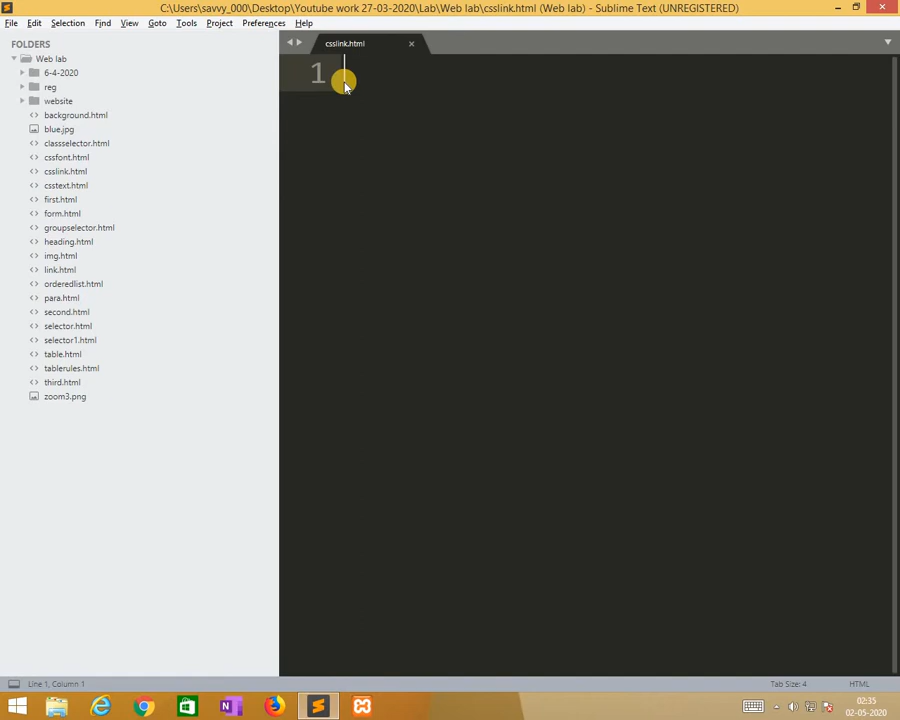 C:\Users\savvy_000\Desktop\Youtube work 27-03-2020\Lab\Web lab\csslink.html (Web lab) - Sublime Text (UNREGISTERED)
File Edit Selection Find View Goto Tools Project Preferences Help
FOLDERS
Web lab
6-4-2020
reg
website
background.html
blue.jpg
classselector.html
cssfont.html
csslink.html
csstext.html
first.html
form.html
groupselector.html
heading.html
img.html
link.html
orderedlist.html
para.html
second.html
selector.html
selector1.html
table.html
tablerules.html
third.html
zoom3.png
csslink.html
1
Line 1, Column 1
Tab Size: 4
HTML
02:35
02-05-2020